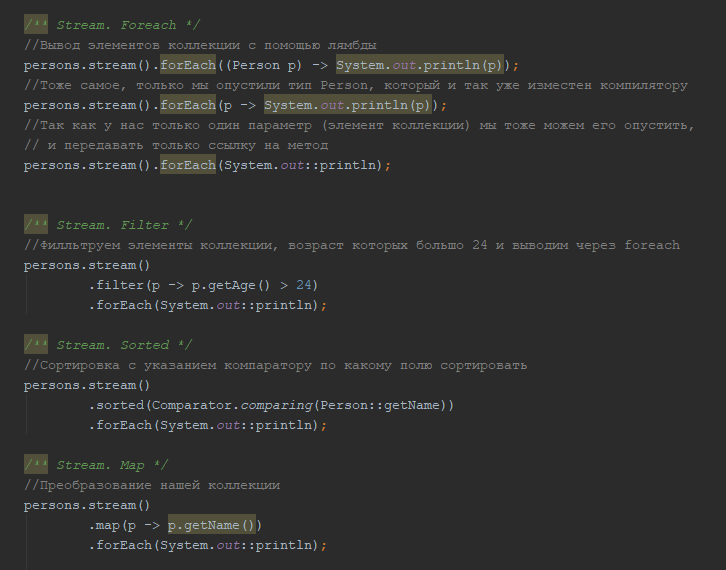 /** Stream. Foreach */
//Вывод элементов коллекции с помощью лямбды
persons.stream().forEach((Person p) -> System.out.println(p));
//Тоже самое, только мы опустили тип Person, который и так уже изместен компилятору
persons.stream().forEach(p -> System.out.println(p));
//Так как у нас только один параметр (элемент коллекции) мы тоже можем его опустить,
// и передавать только ссылку на метод
persons.stream().forEach(System.out::println);
/** Stream. Filter */
//Филльтруем элементы коллекции, возраст которых большо 24 и выводим через foreach
persons.stream()
.filter(p -> p.getAge() > 24)
.forEach(System.out::println);
/** Stream. Sorted */
//Сортировка с указанием компаратору по какому полю сортировать
persons.stream()
.sorted(Comparator.comparing(Person::getName))
.forEach(System.out::println);
/** Stream. Map */
//Преобразование нашей коллекции
persons.stream()
.map(p -> p.getName())
.forEach(System.out::println);